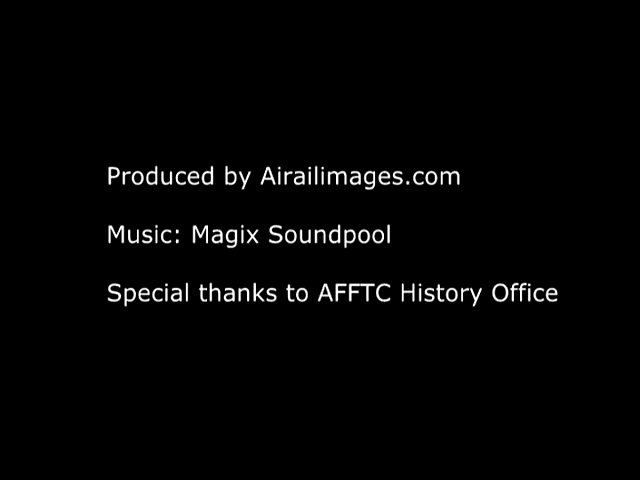 Produced by Airailimages.com
Music: Magix Soundpool
Special thanks to AFFTC History Office